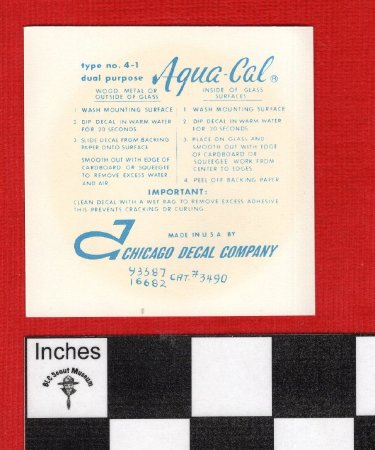 type no. 4-1
dual purpose
Aqua-Cal ®
WOOD, METAL OR
OUTSIDE OF GLASS
1 WASH MOUNTING SURFACE
2 DIP DECAL IN WARM WATER
FOR 20 SECONDS
3 SLIDE DECAL FROM BACKING
PAPER ONTO SURFACE
SMOOTH OUT WITH EDGE OF
CARDBOARD OR SQUEEGEE
TO REMOVE EXCESS WATER
AND AIR
INSIDE OF GLASS
SURFACES
1 WASH MOUNTING SURFACE
2 DIP DECAL IN WARM WATER
FOR 20 SECONDS
3 PLACE ON GLASS AND
SMOOTH OUT WITH EDGE
OF CARDBOARD OR
SQUEEGEE WORK FROM
CENTER TO EDGES
4 PEEL OFF BACKING PAPER
IMPORTANT:
CLEAN DECAL WITH A WET RAG TO REMOVE EXCESS ADHESIVE
THIS PREVENTS CRACKING OR CURLING
MADE IN U.S.A. BY
CHICAGO DECAL COMPANY
93587
16682 CAT.#3490
Inches
Scout Museum